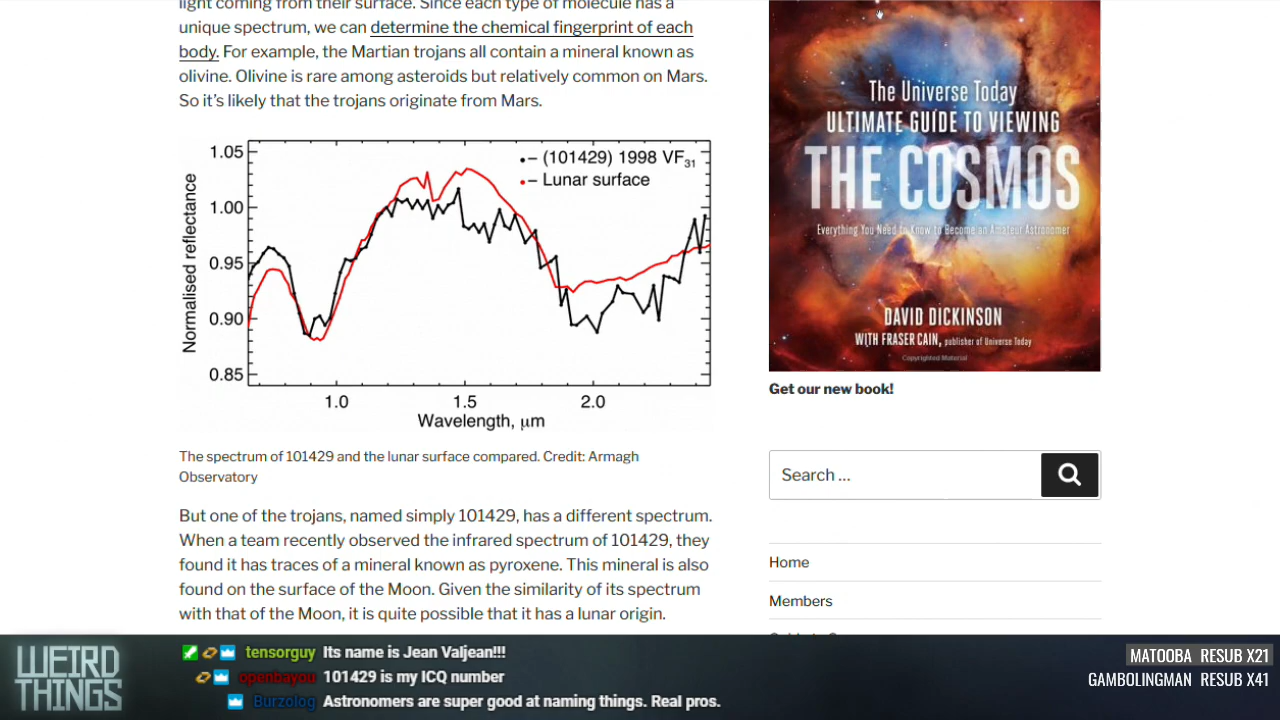 light coming from their surface. Since each type of molecule has a
unique spectrum, we can determine the chemical fingerprint of each
body. For example, the Martian trojans all contain a mineral known as
olivine. Olivine is rare among asteroids but relatively common on Mars.
So it's likely that the trojans originate from Mars.
1.05
1.00
0.95
0.90
0.85
Normalised reflectance
(101429) 1998 VF31
Lunar surface
1.0 1.5 2.0
Wavelength, μm
The spectrum of 101429 and the lunar surface compared. Credit: Armagh
Observatory
But one of the trojans, named simply 101429, has a different spectrum.
When a team recently observed the infrared spectrum of 101429, they
found it has traces of a mineral known as pyroxene. This mineral is also
found on the surface of the Moon. Given the similarity of its spectrum
with that of the Moon, it is quite possible that it has a lunar origin.
The Universe Today
ULTIMATE GUIDE TO VIEWING
THE COSMOS
Everything You Need to Know to Become an Amateur Astronomer
DAVID DICKINSON
WITH FRASER CAIN, publisher of Universe Today
Copyrighted Material
Get our new book!
Search ...
Home
Members
WEIRD
THINGS
tensorguy Its name is Jean Valjean!!!
openbayou 101429 is my ICQ number
Burzolog Astronomers are super good at naming things. Real pros.
MATOOBA RESUB X21
GAMBOLINGMAN RESUB X41